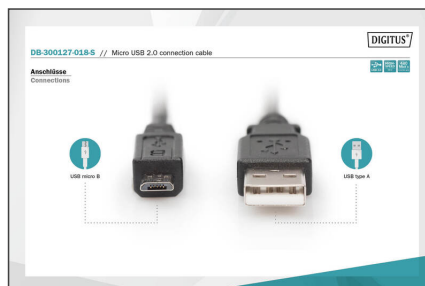 DIGITUS®
DB-300127-018-S // Micro USB 2.0 connection cable
Anschlüsse
Connections
USB micro B
USB type A